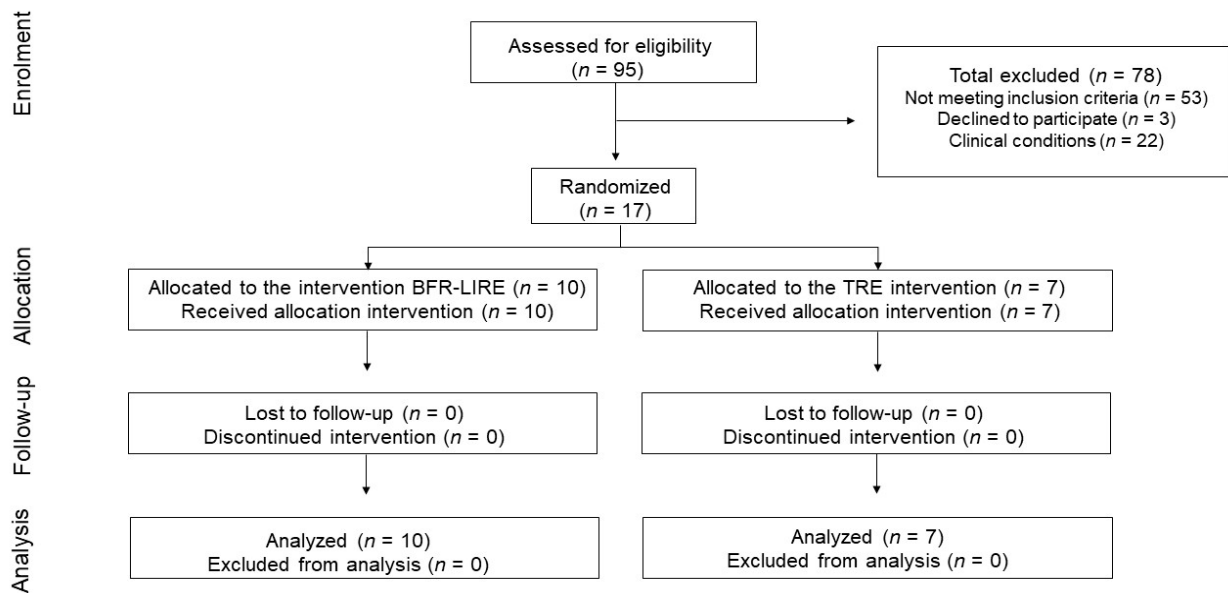 Enrolment
Assessed for eligibility
(n = 95)
Total excluded (n = 78)
Not meeting inclusion criteria (n = 53)
Declined to participate (n = 3)
Clinical conditions (n = 22)
Randomized
(n = 17)
Allocation
Allocated to the intervention BFR-LIRE (n = 10)
Received allocation intervention (n = 10)
Allocated to the TRE intervention (n = 7)
Received allocation intervention (n = 7)
Follow-up
Lost to follow-up (n = 0)
Discontinued intervention (n = 0)
Lost to follow-up (n = 0)
Discontinued intervention (n = 0)
Analysis
Analyzed (n = 10)
Excluded from analysis (n = 0)
Analyzed (n = 7)
Excluded from analysis (n = 0)